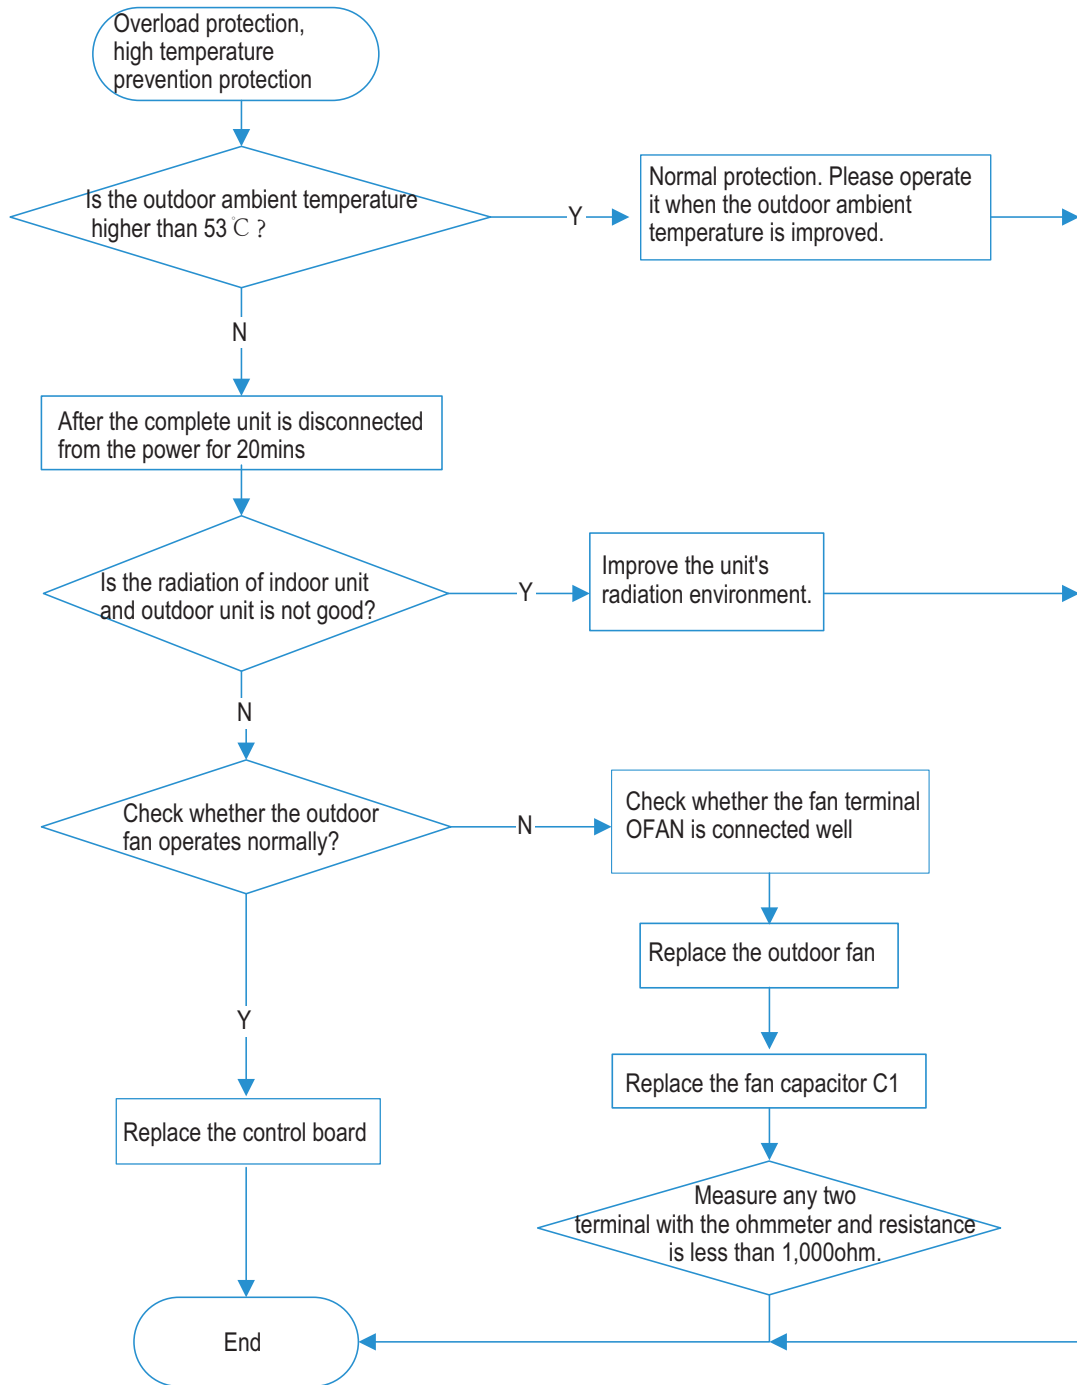 Overload protection,
high temperature
prevention protection
Is the outdoor ambient temperature
higher than 53℃ ?
Y
Normal protection. Please operate
it when the outdoor ambient
temperature is improved.
N
After the complete unit is disconnected
from the power for 20mins
Is the radiation of indoor unit
and outdoor unit is not good?
Y
Improve the unit's
radiation environment.
N
Check whether the outdoor
fan operates normally?
N
Check whether the fan terminal
OFAN is connected well
Replace the outdoor fan
Y
Replace the fan capacitor C1
Replace the control board
Measure any two
terminal with the ohmmeter and resistance
is less than 1,000ohm.
End